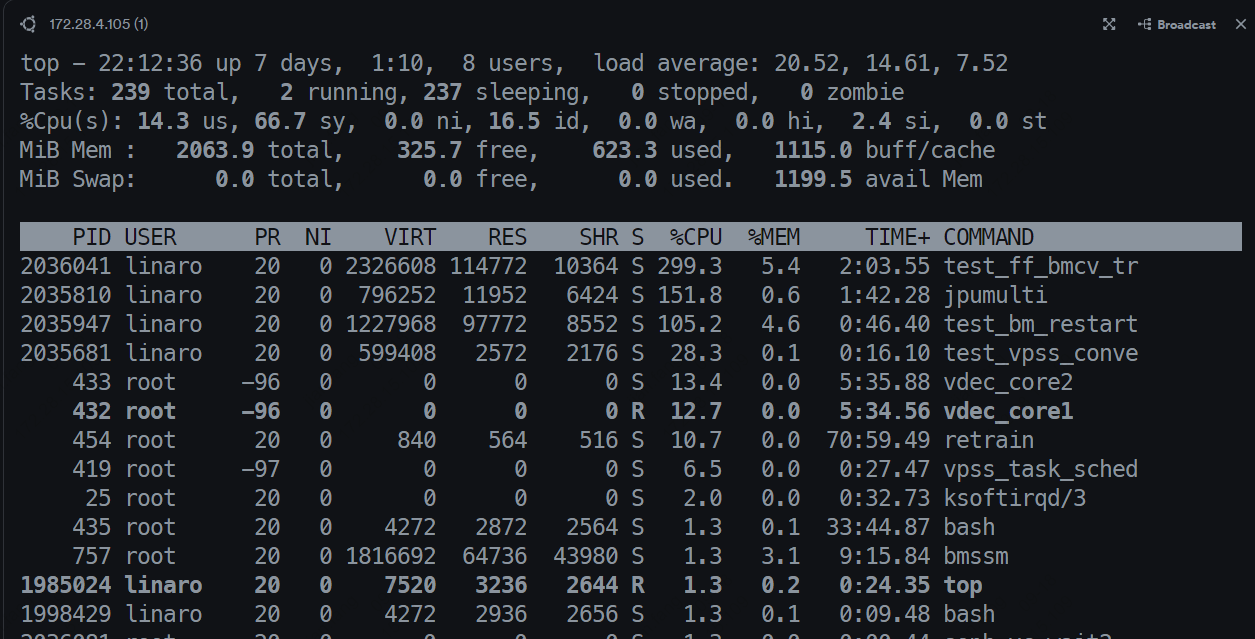 172.28.4.105 (1)
Broadcast
top - 22:12:36 up 7 days,  1:10,  8 users,  load average: 20.52, 14.61, 7.52
Tasks: 239 total,   2 running, 237 sleeping,   0 stopped,   0 zombie
%Cpu(s): 14.3 us, 66.7 sy,  0.0 ni, 16.5 id,  0.0 wa,  0.0 hi,  2.4 si,  0.0 st
MiB Mem :   2063.9 total,    325.7 free,    623.3 used,   1115.0 buff/cache
MiB Swap:      0.0 total,      0.0 free,      0.0 used.   1199.5 avail Mem
PID USER      PR  NI    VIRT    RES    SHR S  %CPU  %MEM     TIME+ COMMAND
2036041 linaro    20   0 2326608 114772  10364 S 299.3   5.4   2:03.55 test_ff_bmcv_tr
2035810 linaro    20   0  796252  11952   6424 S 151.8   0.6   1:42.28 jpumulti
2035947 linaro    20   0 1227968  97772   8552 S 105.2   4.6   0:46.40 test_bm_restart
2035681 linaro    20   0  599408   2572   2176 S  28.3   0.1   0:16.10 test_vpss_conve
433 root     -96   0       0      0      0 S  13.4   0.0   5:35.88 vdec_core2
432 root     -96   0       0      0      0 R  12.7   0.0   5:34.56 vdec_core1
454 root      20   0     840    564    516 S  10.7   0.0  70:59.49 retrain
419 root     -97   0       0      0      0 S   6.5   0.0   0:27.47 vpss_task_sched
25 root      20   0       0      0      0 S   2.0   0.0   0:32.73 ksoftirqd/3
435 root      20   0    4272   2872   2564 S   1.3   0.1  33:44.87 bash
757 root      20   0 1816692  64736  43980 S   1.3   3.1   9:15.84 bmssm
1985024 linaro    20   0    7520   3236   2644 R   1.3   0.2   0:24.35 top
1998429 linaro    20   0    4272   2936   2656 S   1.3   0.1   0:09.48 bash